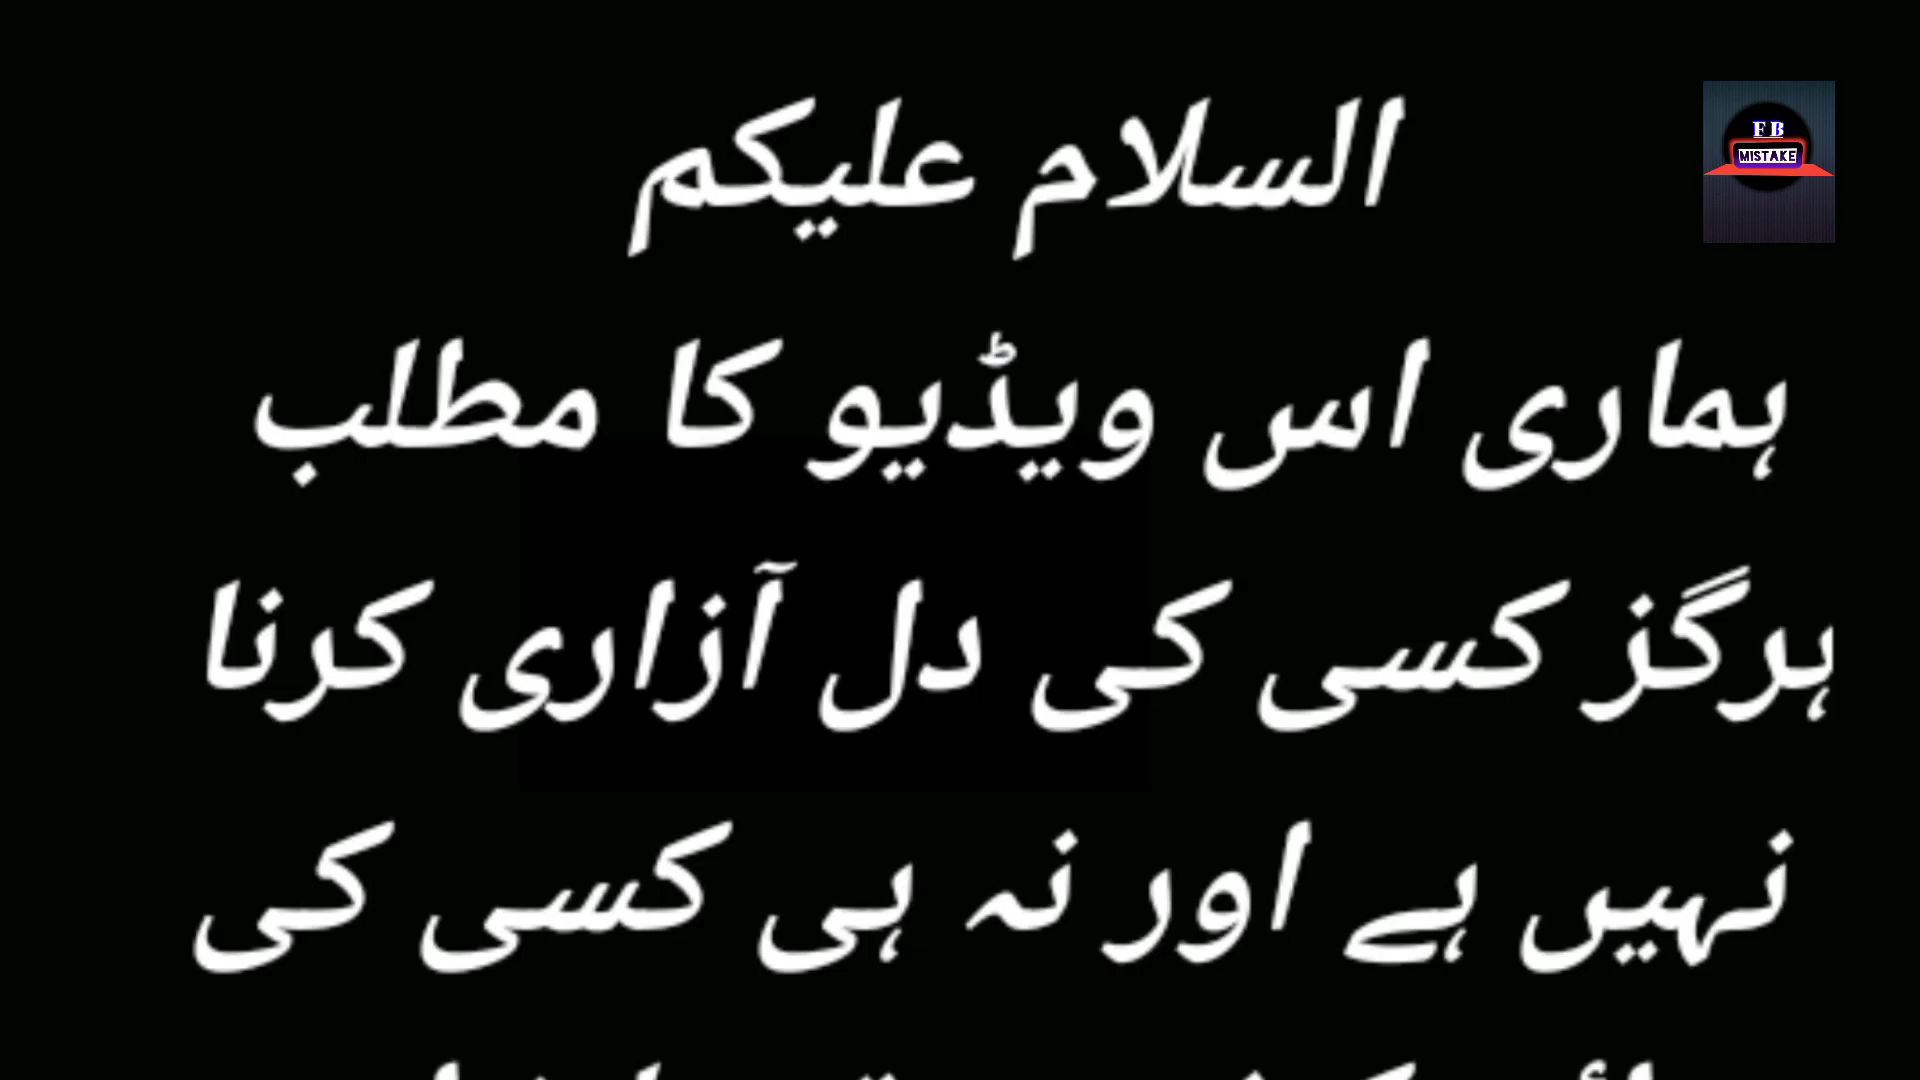 السلام علیکم
FB
MISTAKE
ہماری اس ویڈیو کا مطلب
ہرگز کسی کی دل آزاری کرنا
نہیں ہے اور نہ ہی کسی کی